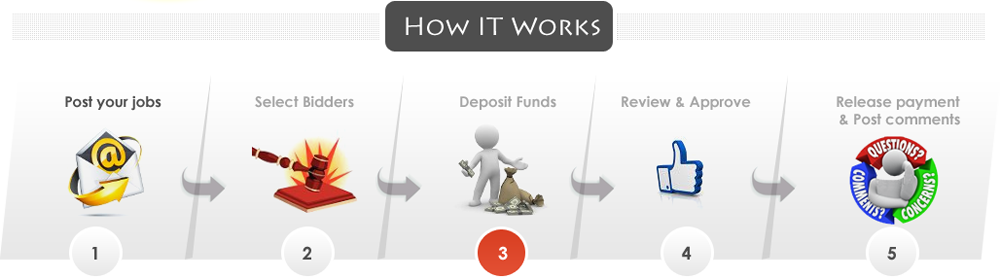 How IT Works
Post your jobs
Select Bidders
Deposit Funds
Review & Approve
Release payment
& Post comments
@
QUESTIONS?
COMMENTS?
CONCERNS?
1
2
3
4
5